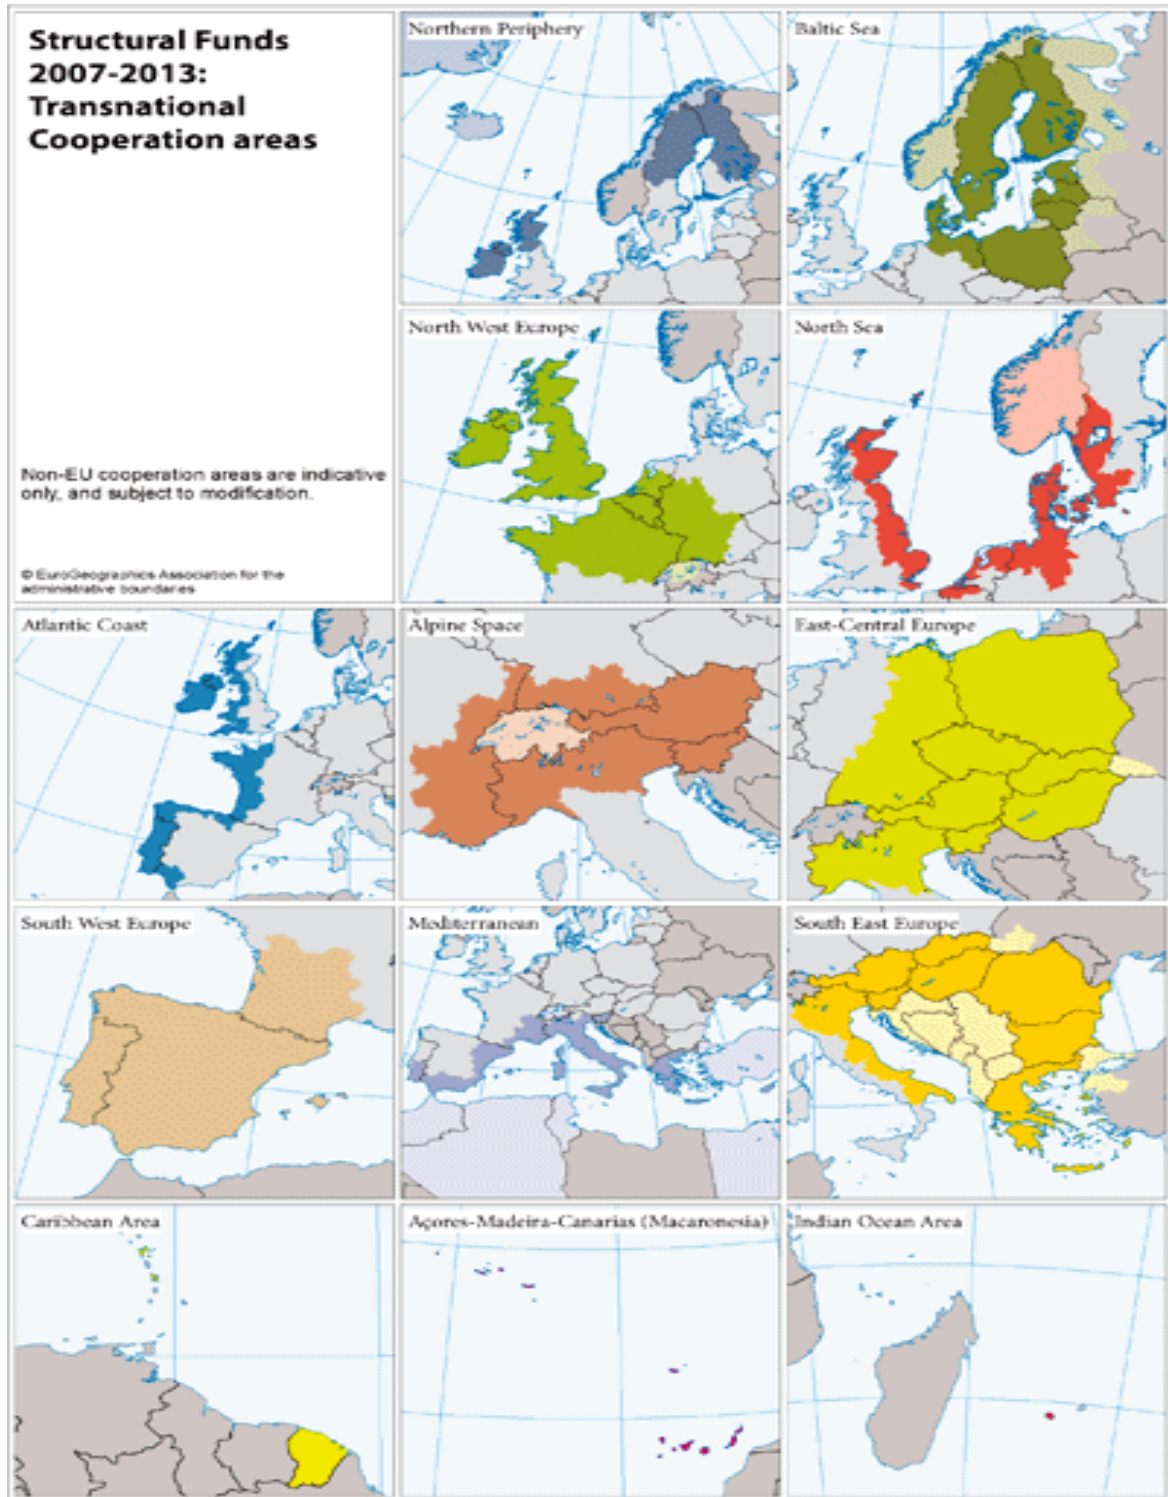 Structural Funds
2007-2013:
Transnational
Cooperation areas
Northern Periphery
Baltic Sea
North West Europe
North Sea
Non-EU cooperation areas are indicative
only, and subject to modification.
© EuroGeographics Association for the
administrative boundaries
Atlantic Coast
Alpine Space
East-Central Europe
South West Europe
Mediterranean
South East Europe
Caribbean Area
Açores-Madeira-Canarias (Macaronesia)
Indian Ocean Area